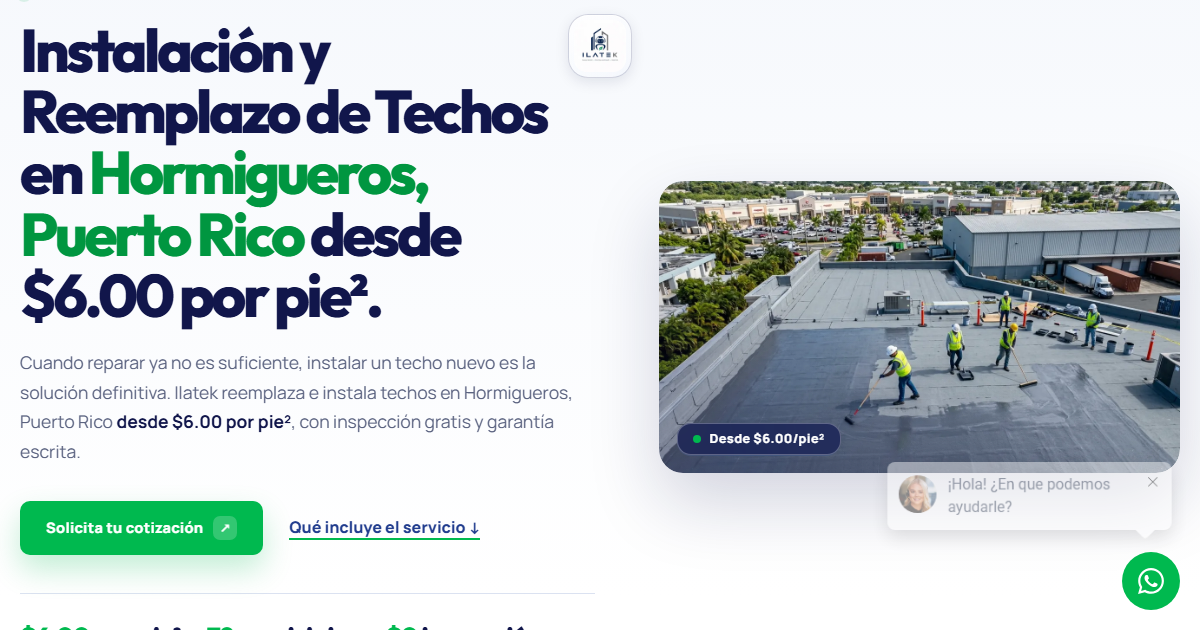 Instalación y
Reemplazo de Techos
en Hormigueros,
Puerto Rico desde
$6.00 por pie².
ILATEK
Cuando reparar ya no es suficiente, instalar un techo nuevo es la
solución definitiva. Ilatek reemplaza e instala techos en Hormigueros,
Puerto Rico desde $6.00 por pie², con inspección gratis y garantía
escrita.
Solicita tu cotización ↗
Qué incluye el servicio ↓
Desde $6.00/pie²
¡Hola! ¿En que podemos
ayudarle?